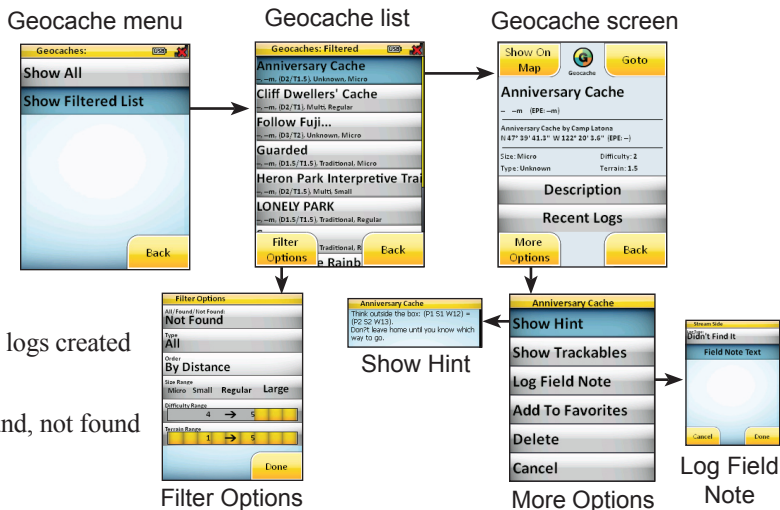 Geocache menu
Geocaches:
USB
Show All
Show Filtered List
Back
Geocache list
Geocaches: Filtered
USB
Anniversary Cache
–, –m. (D2/T1.5). Unknown, Micro
Cliff Dwellers' Cache
–, –m. (D2/T1). Multi, Regular
Follow Fuji...
–, –m. (D3/T2). Unknown, Micro
Guarded
–, –m. (D1.5/T1.5). Traditional, Micro
Heron Park Interpretive Trai
–, –m. (D2/T1.5). Multi, Small
LONELY PARK
–, –m. (D1.5/T1.5). Traditional, Regular
Traditional, R
e Rainb
Filter
Options
Back
Geocache screen
Show On
Map
Geocache
Goto
Anniversary Cache
– –m (EPE: –m)
Anniversary Cache by Camp Latona
N 47° 39' 41.3" W 122° 20' 3.6" (EPE: –)
Size: Micro Difficulty: 2
Type: Unknown Terrain: 1.5
Description
Recent Logs
More
Options
Back
logs created
nd, not found
Filter Options
All/Found/Not Found:
Not Found
Type
All
Order
By Distance
Size Range
Micro Small Regular Large
Difficulty Range
4 → 5
Terrain Range
1 → 5
Done
Filter Options
Anniversary Cache
Think outside the box: (P1 S1 W12) =
(P2 S2 W13).
Don?t leave home until you know which
way to go.
Show Hint
Anniversary Cache
Show Hint
Show Trackables
Log Field Note
Add To Favorites
Delete
Cancel
More Options
Stream Side
Didn't Find It
Field Note Text
Cancel
Done
Log Field
Note